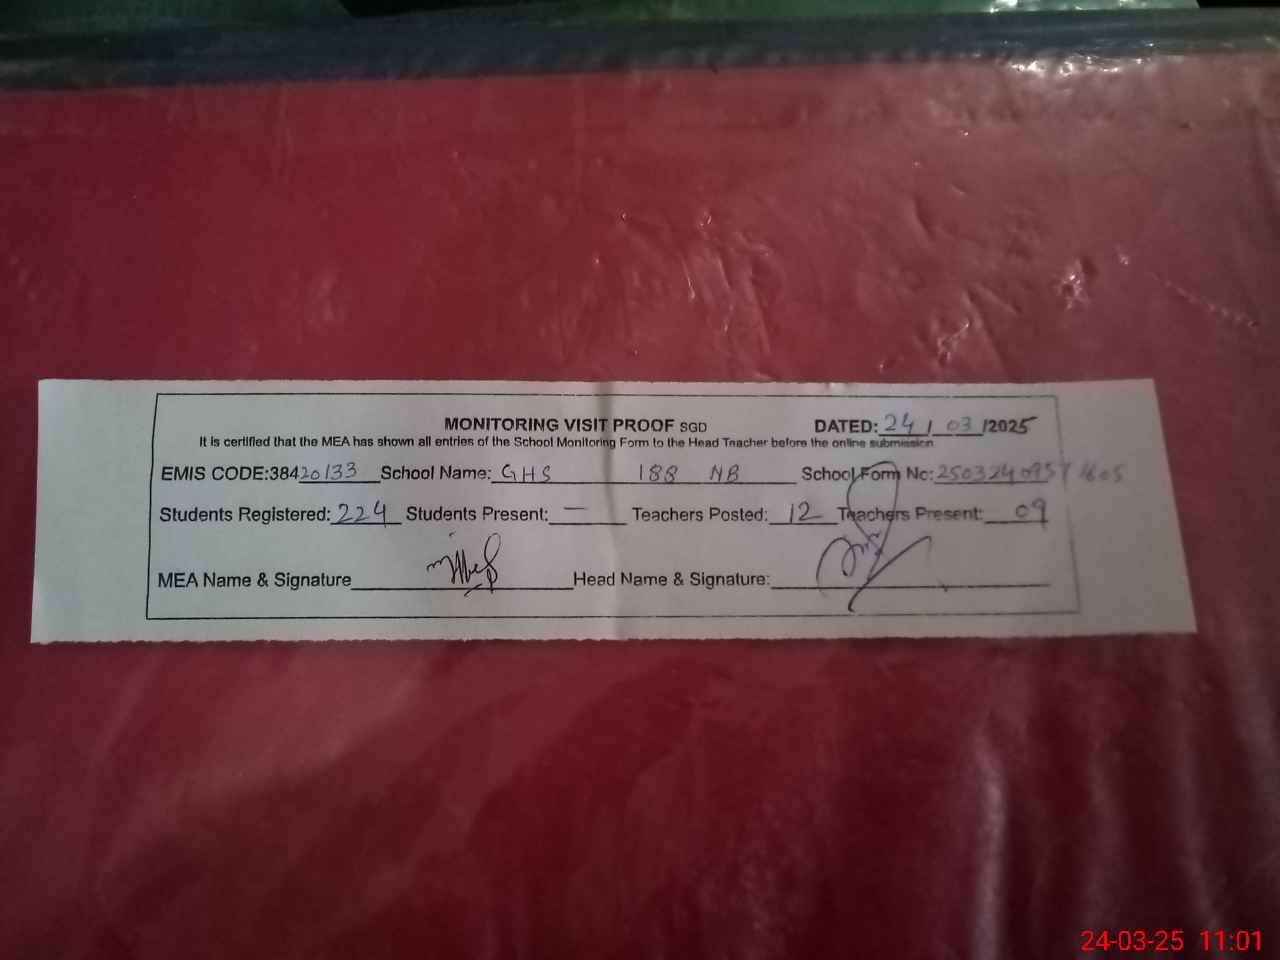 MONITORING VISIT PROOF SGD DATED: 24/03/2025
It is certified that the MEA has shown all entries of the School Monitoring Form to the Head Teacher before the online submission
EMIS CODE:38420133 School Name: GHS 188 NB School Form No:
Students Registered: 224 Students Present: — Teachers Posted: 12 Teachers Present: 09
MEA Name & Signature Head Name & Signature:
24-03-25 11:01